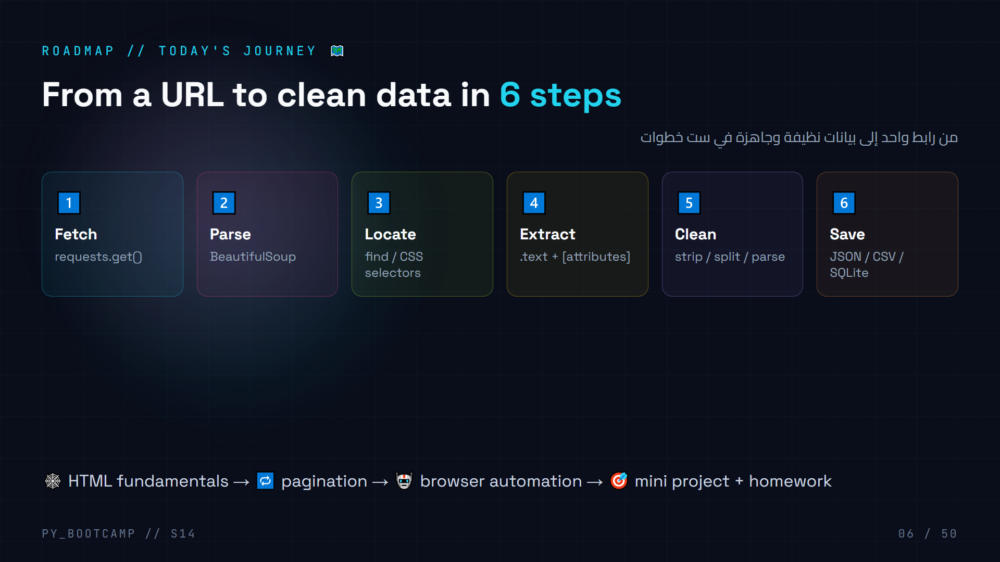 ROADMAP // TODAY'S JOURNEY 🗺️
From a URL to clean data in 6 steps
من رابط واحد إلى بيانات نظيفة وجاهزة في ست خطوات
1
Fetch
requests.get()
2
Parse
BeautifulSoup
3
Locate
find / CSS
selectors
4
Extract
.text + [attributes]
5
Clean
strip / split / parse
6
Save
JSON / CSV /
SQLite
🕸️ HTML fundamentals → 🔁 pagination → 🤖 browser automation → 🎯 mini project + homework
PY_BOOTCAMP // S14
06 / 50